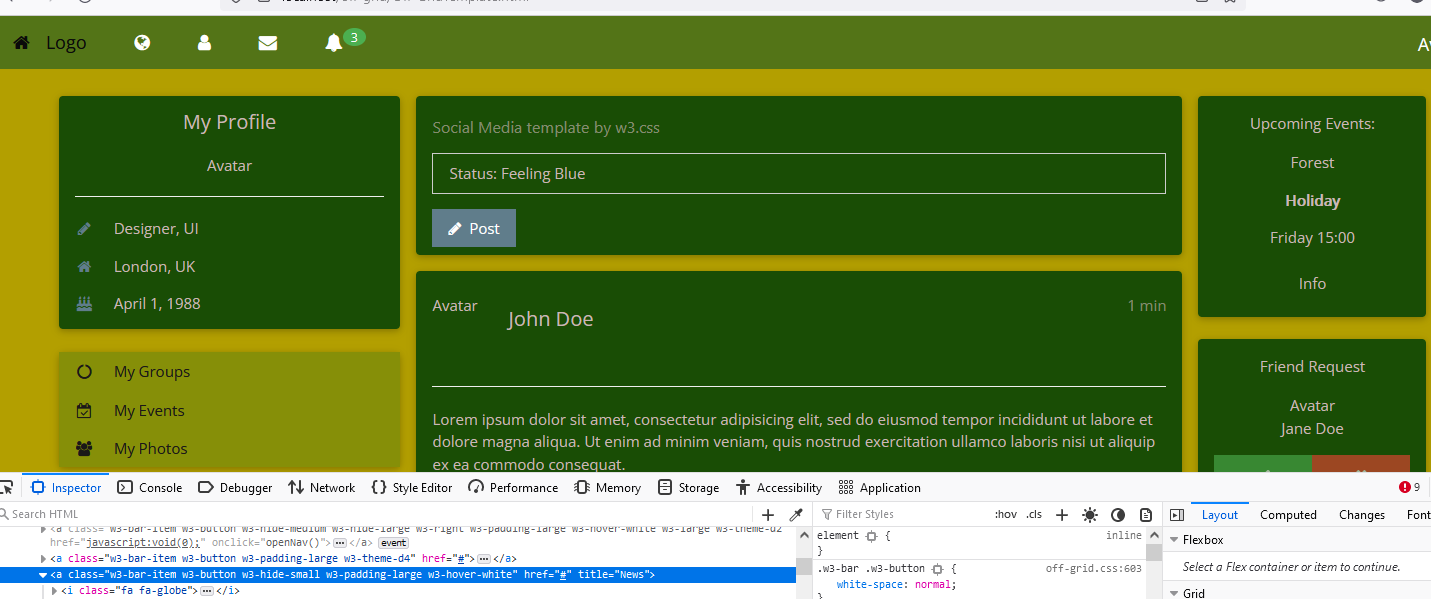 Logo
3
My Profile
Avatar
Designer, UI
London, UK
April 1, 1988
My Groups
My Events
My Photos
Social Media template by w3.css
Status: Feeling Blue
Post
Avatar
John Doe
1 min
Lorem ipsum dolor sit amet, consectetur adipisicing elit, sed do eiusmod tempor incididunt ut labore et
dolore magna aliqua. Ut enim ad minim veniam, quis nostrud exercitation ullamco laboris nisi ut aliquip
ex ea commodo consequat.
Upcoming Events:
Forest
Holiday
Friday 15:00
Info
Friend Request
Avatar
Jane Doe
Inspector Console Debugger Network Style Editor Performance Memory Storage Accessibility Application 9
Search HTML
<a class="w3-bar-item w3-button w3-hide-medium w3-hide-large w3-right w3-padding-large w3-hover-white w3-large w3-theme-d2"
href="javascript:void(0);" onclick="openNav()">⋯</a> event
<a class="w3-bar-item w3-button w3-padding-large w3-theme-d4" href="#">⋯</a>
<a class="w3-bar-item w3-button w3-hide-small w3-padding-large w3-hover-white" href="#" title="News">
<i class="fa fa-globe">⋯</i>
Filter Styles :hov .cls
element { inline
}
.w3-bar .w3-button { off-grid.css:603
white-space: normal;
}
Layout Computed Changes
Flexbox
Select a Flex container or item to continue.
Grid